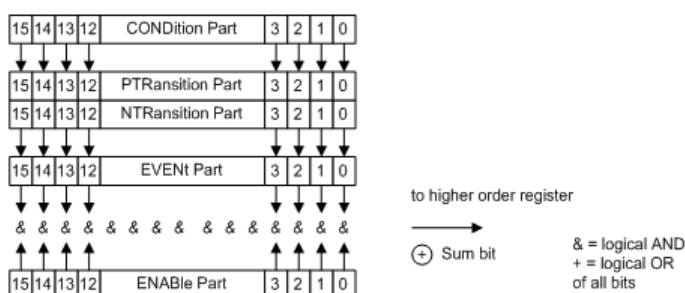 15 14 13 12 CONDition Part 3 2 1 0
15 14 13 12 PTRansition Part 3 2 1 0
15 14 13 12 NTRansition Part 3 2 1 0
15 14 13 12 EVENt Part 3 2 1 0
to higher order register
& & & & & & & & & & & & & & & &
+ Sum bit
& = logical AND
+ = logical OR
of all bits
15 14 13 12 ENABle Part 3 2 1 0